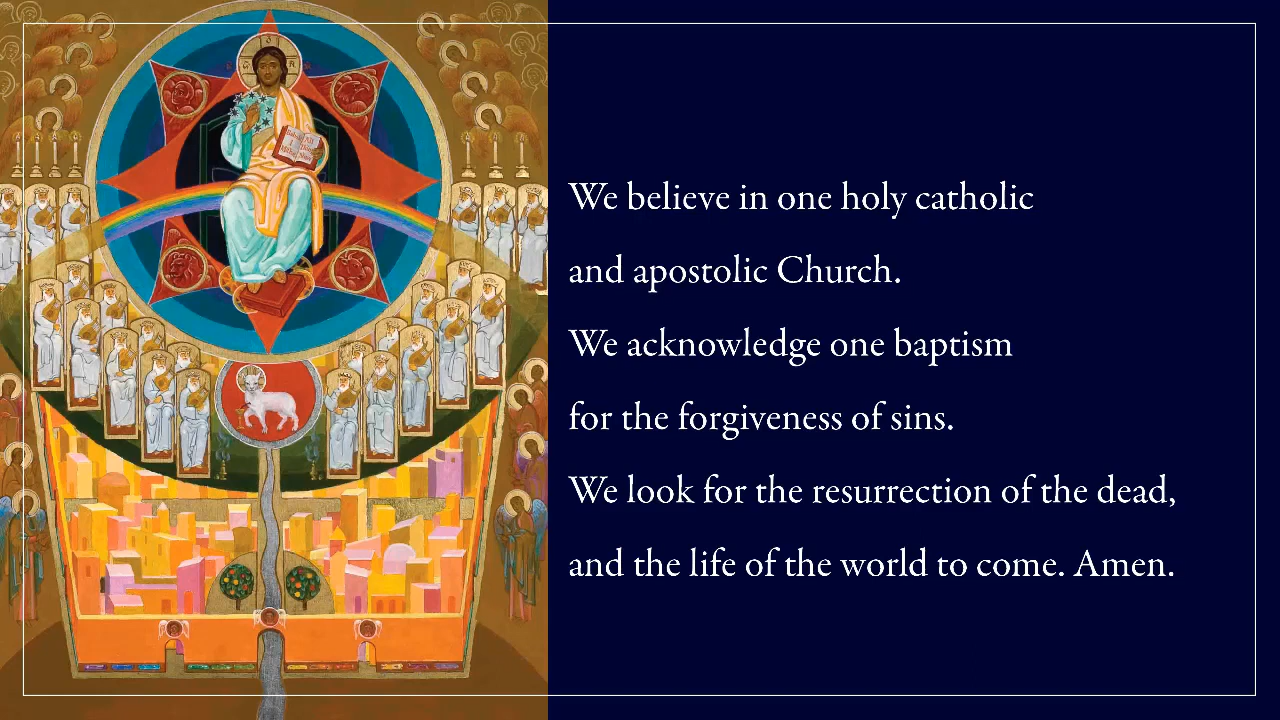 We believe in one holy catholic
and apostolic Church.
We acknowledge one baptism
for the forgiveness of sins.
We look for the resurrection of the dead,
and the life of the world to come. Amen.